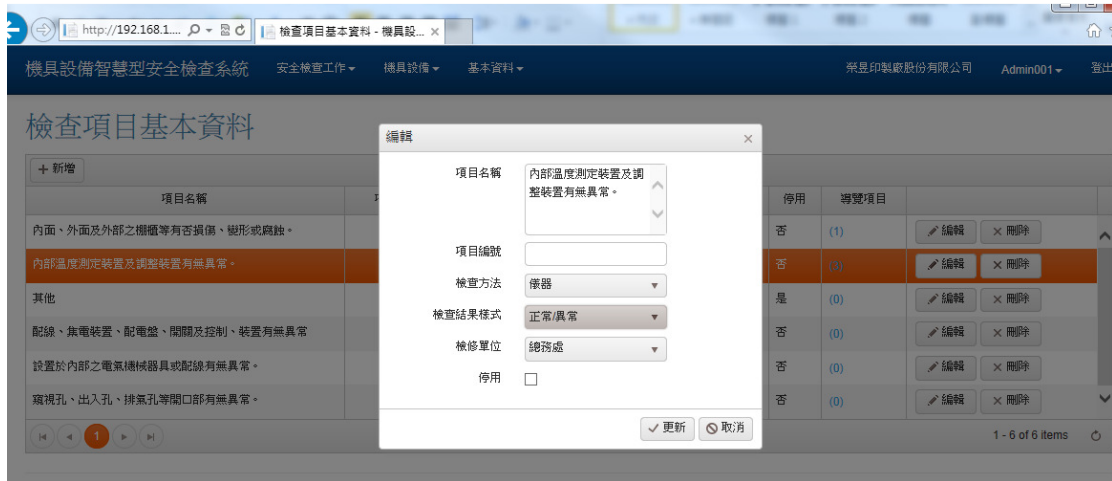 http://192.168.1....
檢查項目基本資料 - 機具設... ×
機具設備智慧型安全檢查系統 安全檢查工作 機具設備 基本資料 榮昱印製廠股份有限公司 Admin001 登出
檢查項目基本資料
+ 新增
項目名稱 停用 導覽項目
內面、外面及外部之棚櫃等有否損傷、變形或腐蝕。 否 (1) 編輯 × 刪除
內部溫度測定裝置及調整裝置有無異常。 否 編輯 × 刪除
其他 是 (0) 編輯 × 刪除
配線、集電裝置、配電盤、開關及控制、裝置有無異常 否 (0) 編輯 × 刪除
設置於內部之電氣機械器具或配線有無異常。 否 (0) 編輯 × 刪除
窺視孔、出入孔、排氣孔等開口部有無異常。 否 (0) 編輯 × 刪除
1 1 - 6 of 6 items
編輯 ×
項目名稱 內部溫度測定裝置及調
整裝置有無異常。
項目編號
檢查方法 儀器
檢查結果樣式 正常/異常
檢修單位 總務處
停用
更新 取消